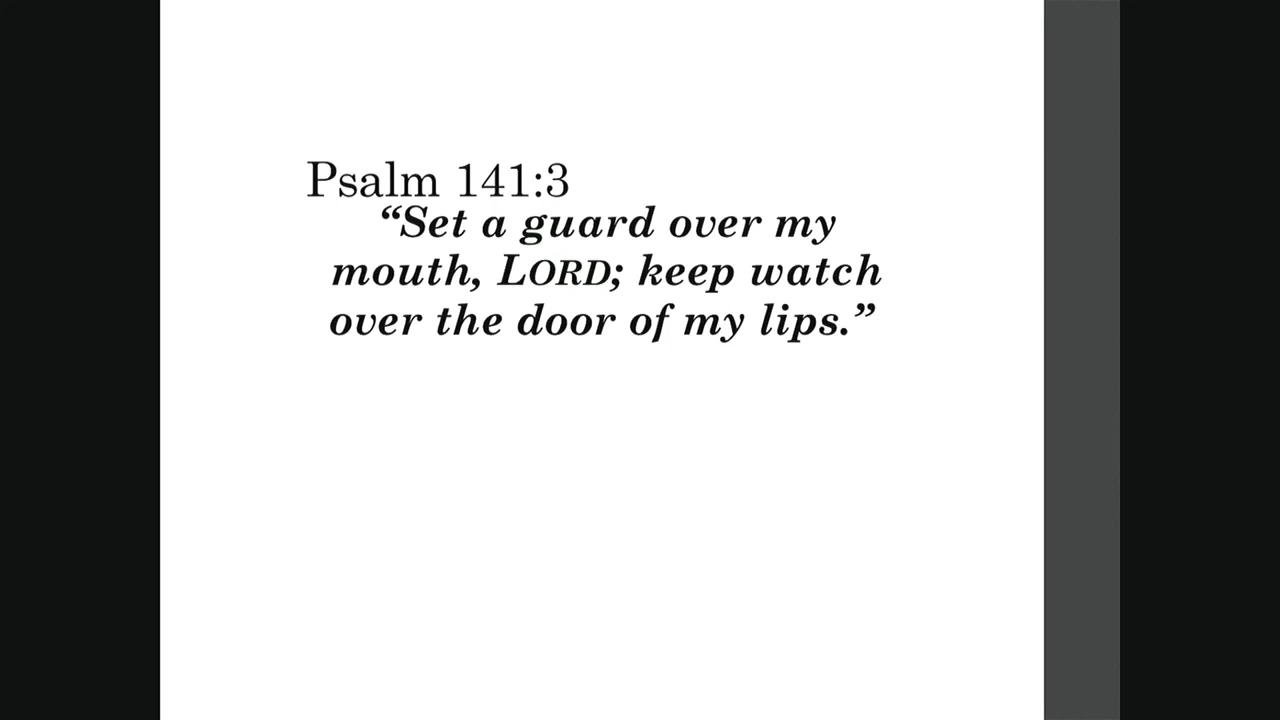 Psalm 141:3
“Set a guard over my
mouth, LORD; keep watch
over the door of my lips.”